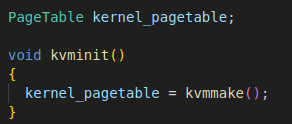 PageTable kernel_pagetable;
void kvminit()
{
  kernel_pagetable = kvmmake();
}